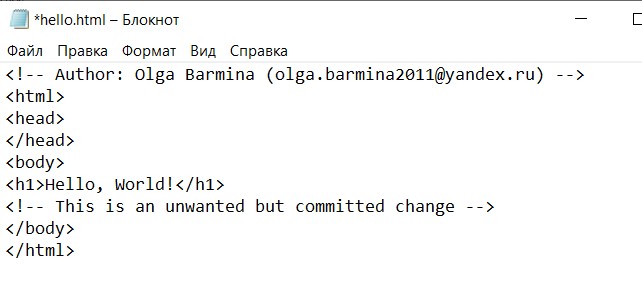 *hello.html – Блокнот
Файл Правка Формат Вид Справка
<!-- Author: Olga Barmina (olga.barmina2011@yandex.ru) -->
<html>
<head>
</head>
<body>
<h1>Hello, World!</h1>
<!-- This is an unwanted but committed change -->
</body>
</html>